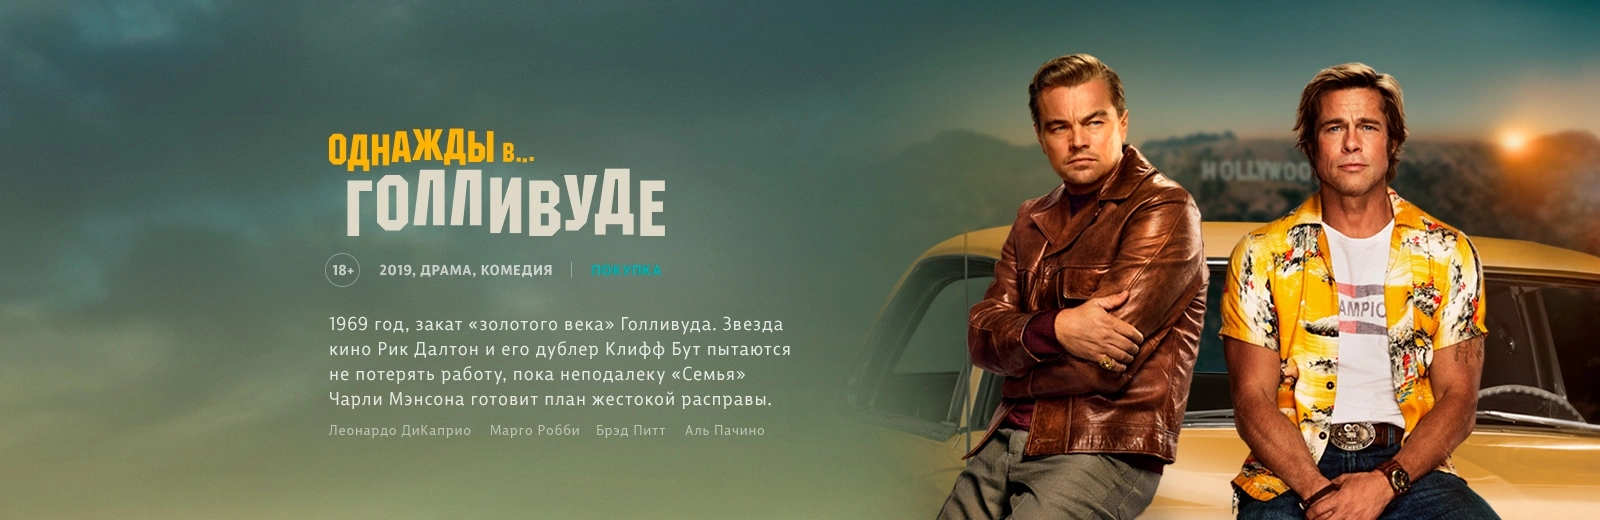 ОДНАЖДЫ В...
ГОЛЛИВУДЕ
18+ 2019, ДРАМА, КОМЕДИЯ | ПОКУПКА
1969 год, закат «золотого века» Голливуда. Звезда
кино Рик Далтон и его дублер Клифф Бут пытаются
не потерять работу, пока неподалеку «Семья»
Чарли Мэнсона готовит план жестокой расправы.
Леонардо ДиКаприо Марго Робби Брэд Питт Аль Пачино
HOLLYWOO
AMPIO